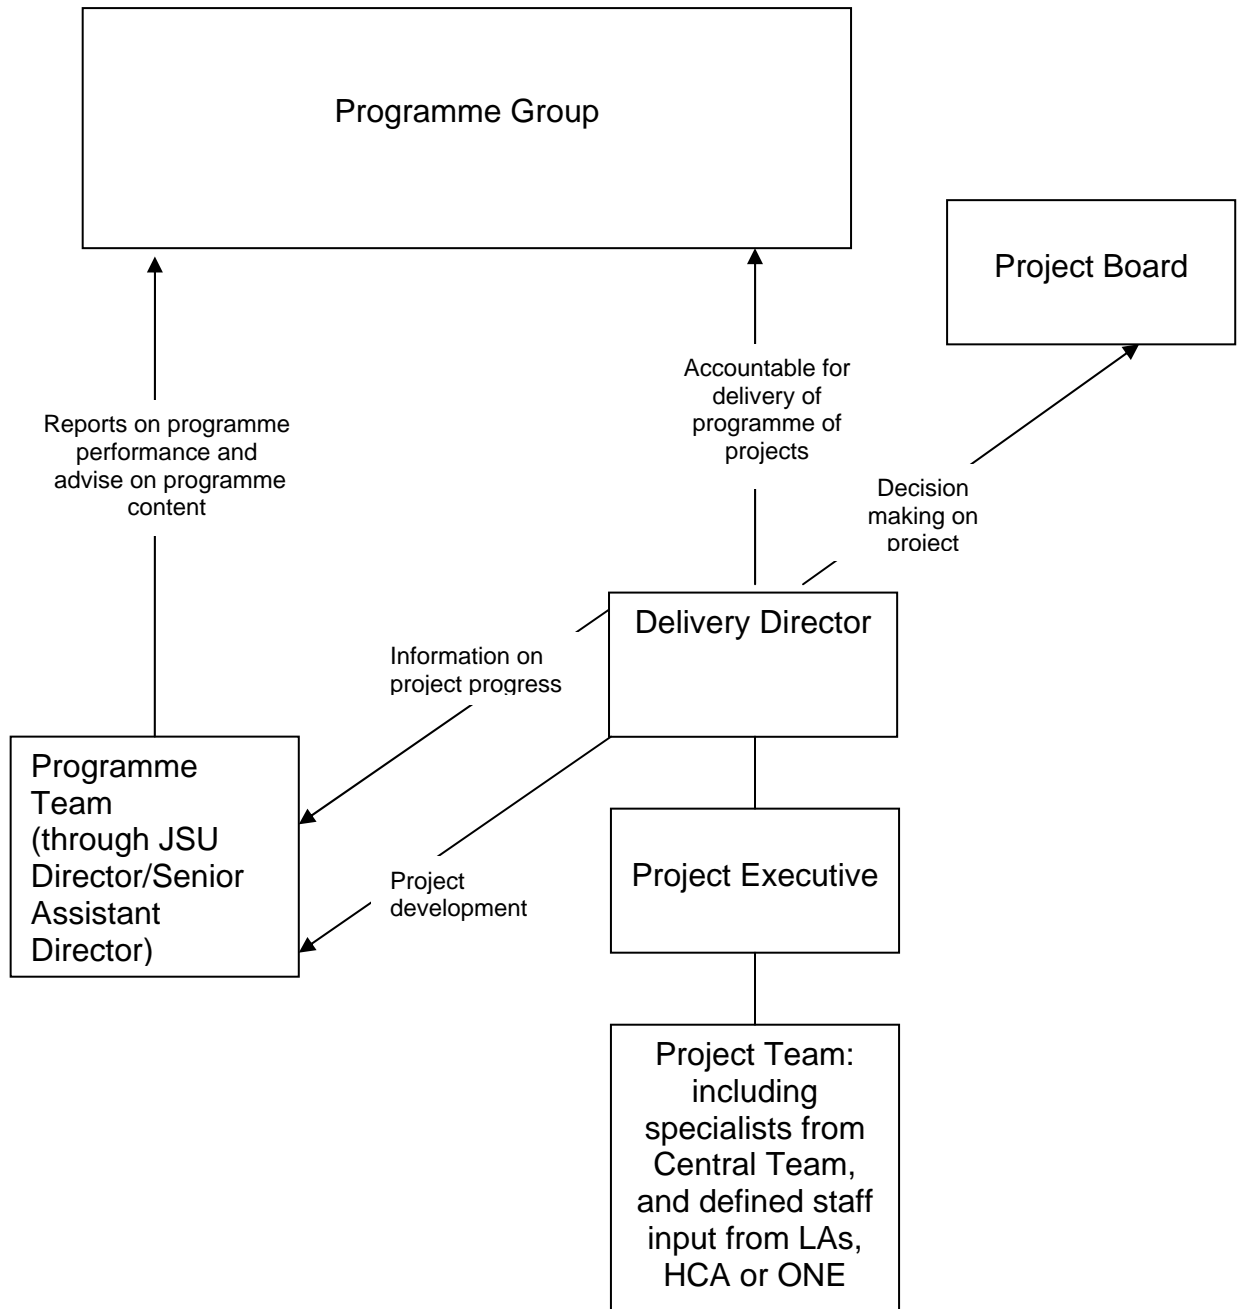 Programme Group
Project Board
Accountable for
delivery of
programme of
projects
Reports on programme
performance and
advise on programme
content
Decision
making on
project
Delivery Director
Information on
project progress
Programme
Team
(through JSU
Director/Senior
Assistant
Director)
Project Executive
Project
development
Project Team:
including
specialists from
Central Team,
and defined staff
input from LAs,
HCA or ONE